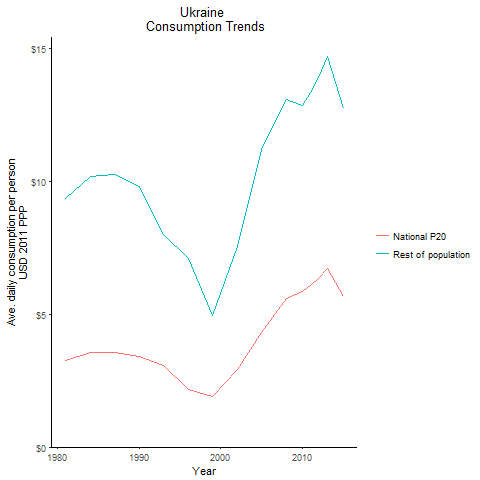 Ukraine
Consumption Trends
Ave. daily consumption per person
USD 2011 PPP
$15
$10
$5
$0
1980
1990
2000
2010
Year
National P20
Rest of population